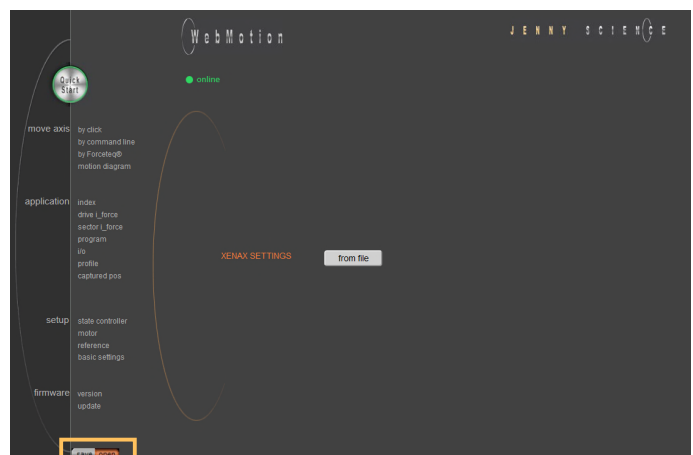 WebMotion
JENNY SCIENCE
Quick
Start
online
move axis
by click
by command line
by Forceteq®
motion diagram
application
index
drive i_force
sector i_force
program
i/o
profile
captured pos
XENAX SETTINGS
from file
setup
state controller
motor
reference
basic settings
firmware
version
update